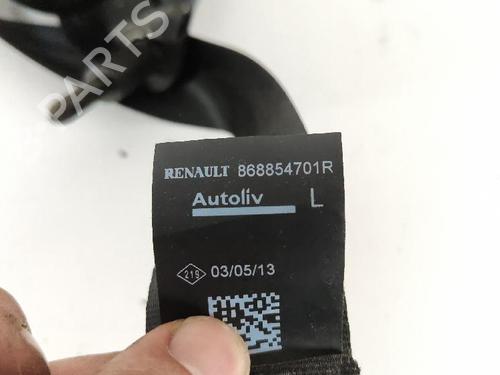 PARTS
RENAULT 868854701R
Autoliv L
219 03/05/13